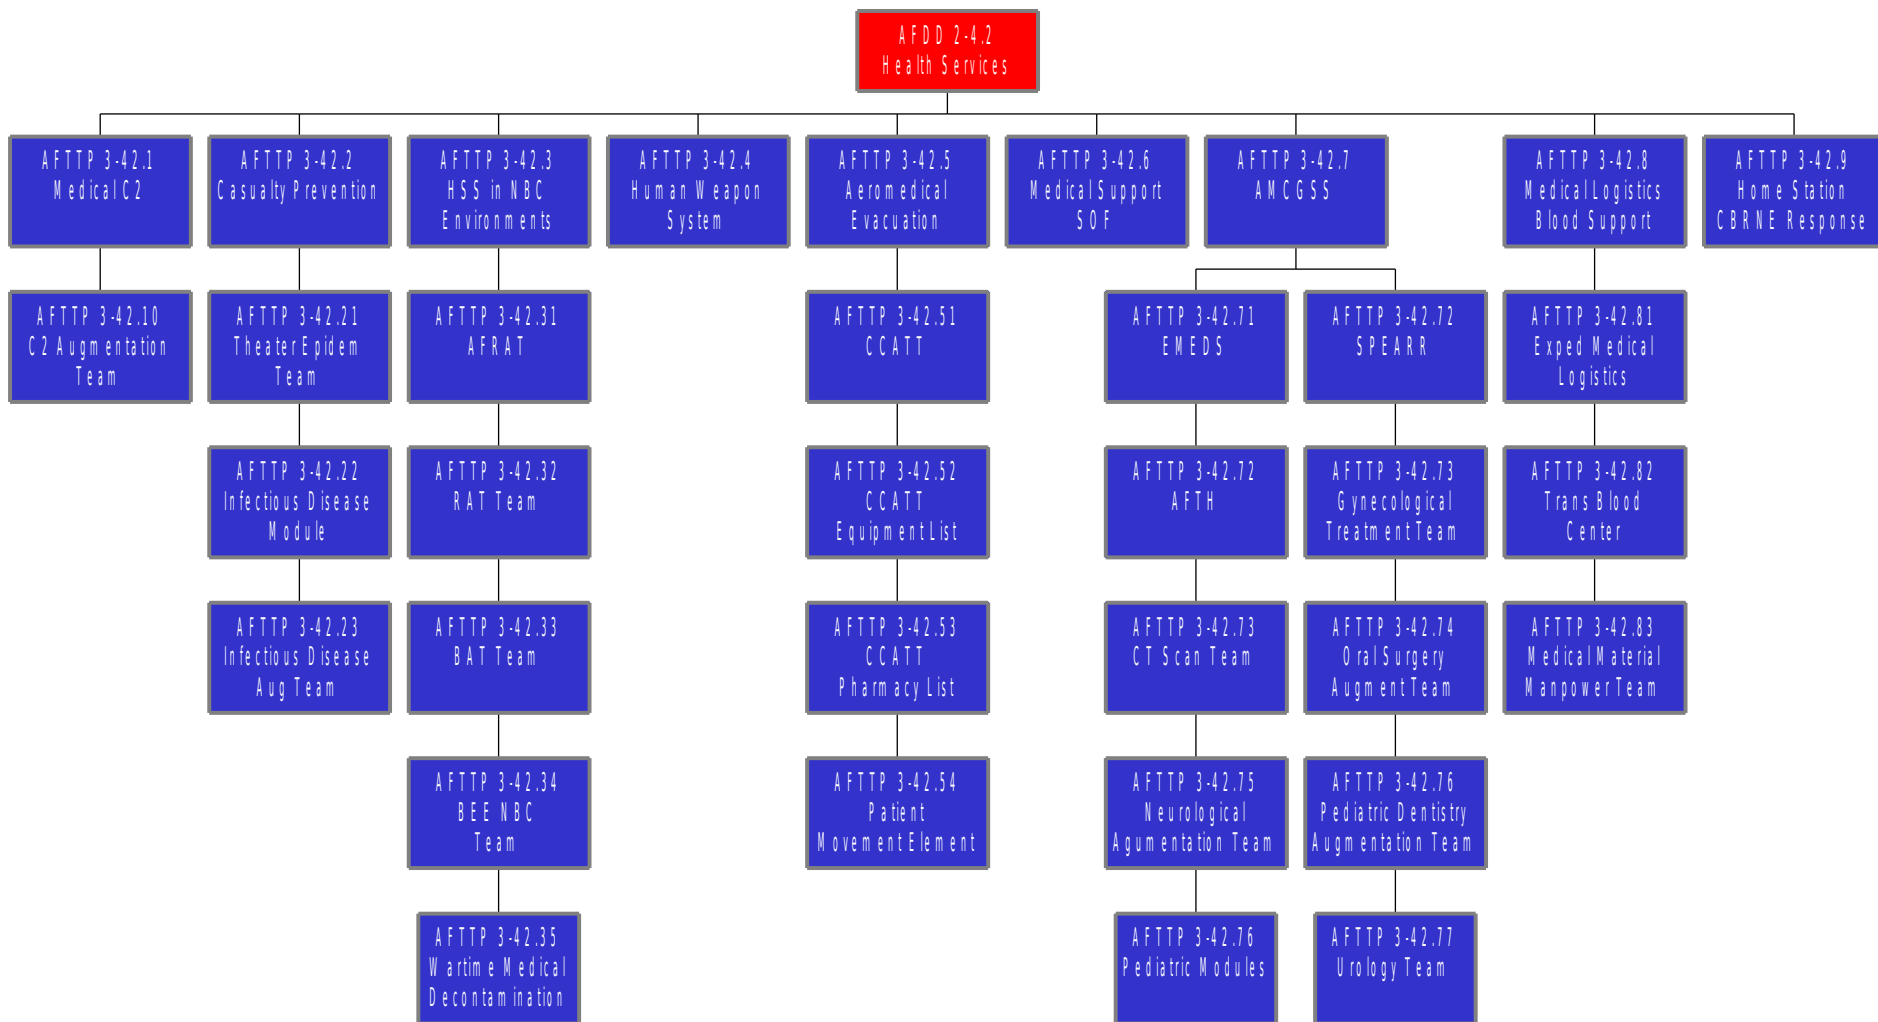 AFDD 2-4.2
Health Services
AFTTP 3-42.1
Medical C2
AFTTP 3-42.2
Casualty Prevention
AFTTP 3-42.3
HSS in NBC
Environments
AFTTP 3-42.4
Human Weapon
System
AFTTP 3-42.5
Aeromedical
Evacuation
AFTTP 3-42.6
Medical Support
SOF
AFTTP 3-42.7
AMCGSS
AFTTP 3-42.8
Medical Logistics
Blood Support
AFTTP 3-42.9
Home Station
CBRNE Response
AFTTP 3-42.10
C2 Augmentation
Team
AFTTP 3-42.21
Theater Epidem
Team
AFTTP 3-42.31
AFRAT
AFTTP 3-42.51
CCATT
AFTTP 3-42.71
EMEDS
AFTTP 3-42.72
SPEARR
AFTTP 3-42.81
Exped Medical
Logistics
AFTTP 3-42.22
Infectious Disease
Module
AFTTP 3-42.32
RAT Team
AFTTP 3-42.52
CCATT
Equipment List
AFTTP 3-42.72
AFTH
AFTTP 3-42.73
Gynecological
Treatment Team
AFTTP 3-42.82
Trans Blood
Center
AFTTP 3-42.23
Infectious Disease
Aug Team
AFTTP 3-42.33
BAT Team
AFTTP 3-42.53
CCATT
Pharmacy List
AFTTP 3-42.73
CT Scan Team
AFTTP 3-42.74
Oral Surgery
Augment Team
AFTTP 3-42.83
Medical Material
Manpower Team
AFTTP 3-42.34
BEE NBC
Team
AFTTP 3-42.54
Patient
Movement Element
AFTTP 3-42.75
Neurological
Agumentation Team
AFTTP 3-42.76
Pediatric Dentistry
Augmentation Team
AFTTP 3-42.35
Wartime Medical
Decontamination
AFTTP 3-42.76
Pediatric Modules
AFTTP 3-42.77
Urology Team